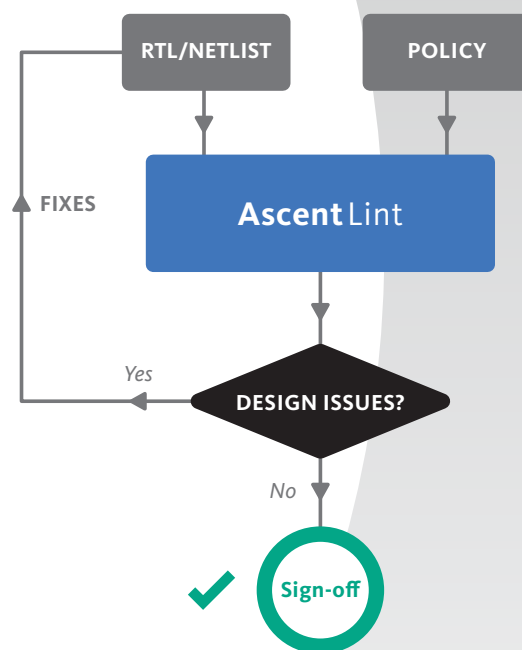 RTL/NETLIST
POLICY
FIXES
Ascent Lint
Yes
DESIGN ISSUES?
No
Sign-off